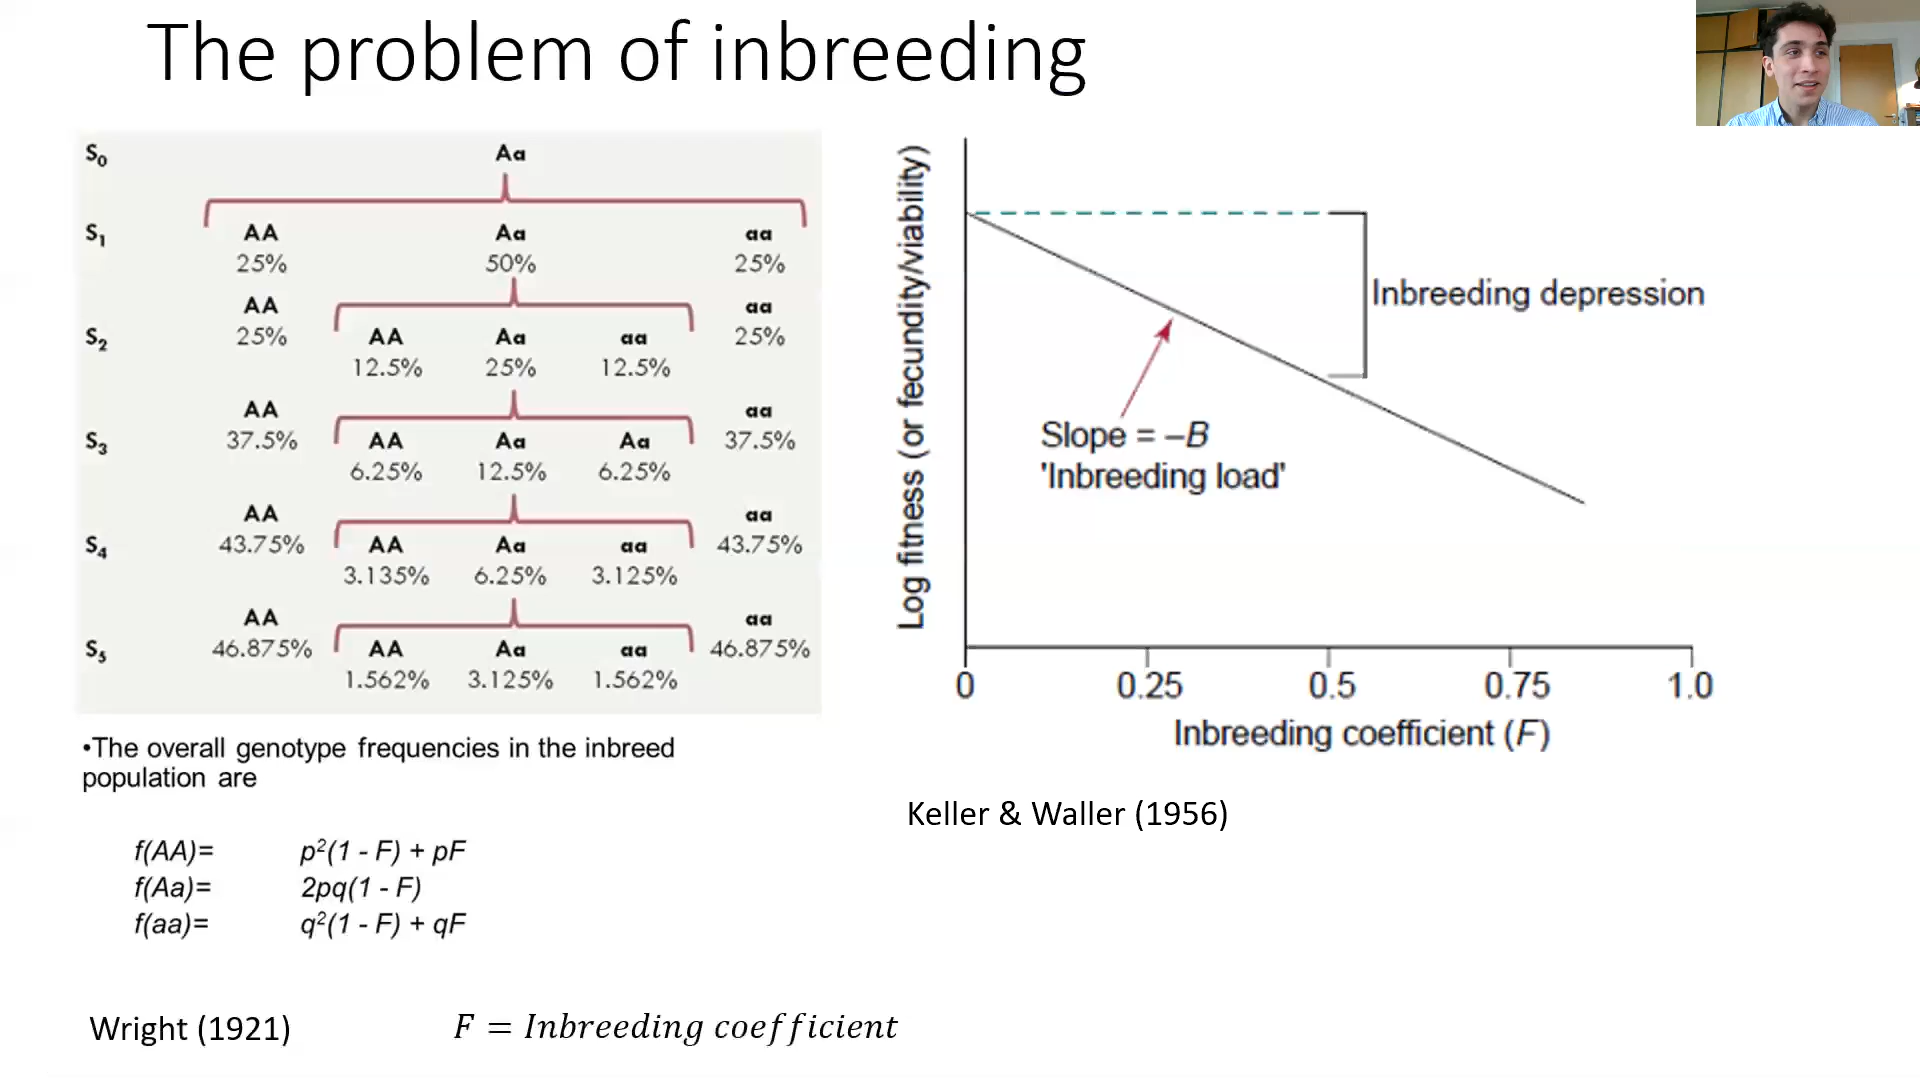 The problem of inbreeding
S0 Aa
S1 AA Aa aa
25% 50% 25%
AA aa
S2 25% AA Aa aa 25%
12.5% 25% 12.5%
AA aa
S3 37.5% AA Aa Aa 37.5%
6.25% 12.5% 6.25%
AA aa
S4 43.75% AA Aa aa 43.75%
3.135% 6.25% 3.125%
AA aa
S5 46.875% AA Aa aa 46.875%
1.562% 3.125% 1.562%
•The overall genotype frequencies in the inbreed
population are
f(AA)= p²(1 - F) + pF
f(Aa)= 2pq(1 - F)
f(aa)= q²(1 - F) + qF
Wright (1921)
F = Inbreeding coefficient
Log fitness (or fecundity/viability)
Inbreeding depression
Slope = –B
'Inbreeding load'
0 0.25 0.5 0.75 1.0
Inbreeding coefficient (F)
Keller & Waller (1956)